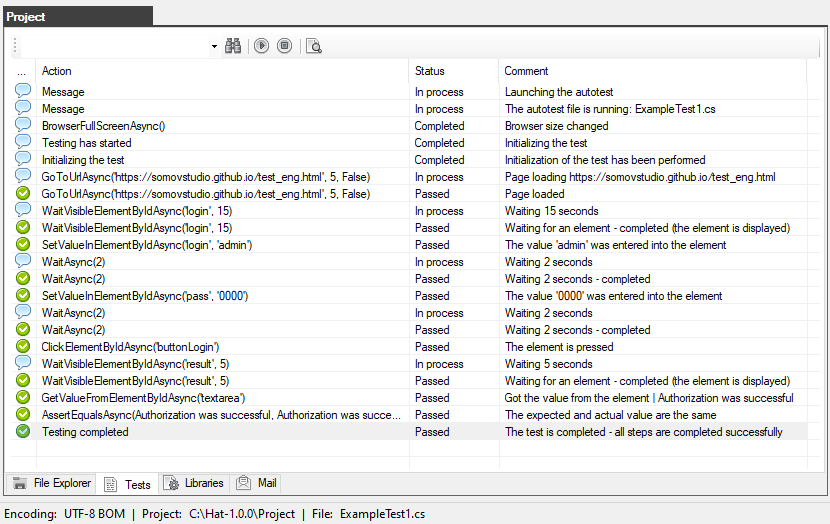 Project
... Action Status Comment
Message In process Launching the autotest
Message In process The autotest file is running: ExampleTest1.cs
BrowserFullScreenAsync() Completed Browser size changed
Testing has started Completed Initializing the test
Initializing the test Completed Initialization of the test has been performed
GoToUrlAsync('https://somovstudio.github.io/test_eng.html', 5, False) In process Page loading https://somovstudio.github.io/test_eng.html
GoToUrlAsync('https://somovstudio.github.io/test_eng.html', 5, False) Passed Page loaded
WaitVisibleElementByIdAsync('login', 15) In process Waiting 15 seconds
WaitVisibleElementByIdAsync('login', 15) Passed Waiting for an element - completed (the element is displayed)
SetValueInElementByIdAsync('login', 'admin') Passed The value 'admin' was entered into the element
WaitAsync(2) In process Waiting 2 seconds
WaitAsync(2) Passed Waiting 2 seconds - completed
SetValueInElementByIdAsync('pass', '0000') Passed The value '0000' was entered into the element
WaitAsync(2) In process Waiting 2 seconds
WaitAsync(2) Passed Waiting 2 seconds - completed
ClickElementByIdAsync('buttonLogin') Passed The element is pressed
WaitVisibleElementByIdAsync('result', 5) In process Waiting 5 seconds
WaitVisibleElementByIdAsync('result', 5) Passed Waiting for an element - completed (the element is displayed)
GetValueFromElementByIdAsync('textarea') Passed Got the value from the element | Authorization was successful
AssertEqualsAsync(Authorization was successful, Authorization was succe... Passed The expected and actual value are the same
Testing completed Passed The test is completed - all steps are completed successfully
File Explorer Tests Libraries Mail
Encoding: UTF-8 BOM | Project: C:\Hat-1.0.0\Project | File: ExampleTest1.cs